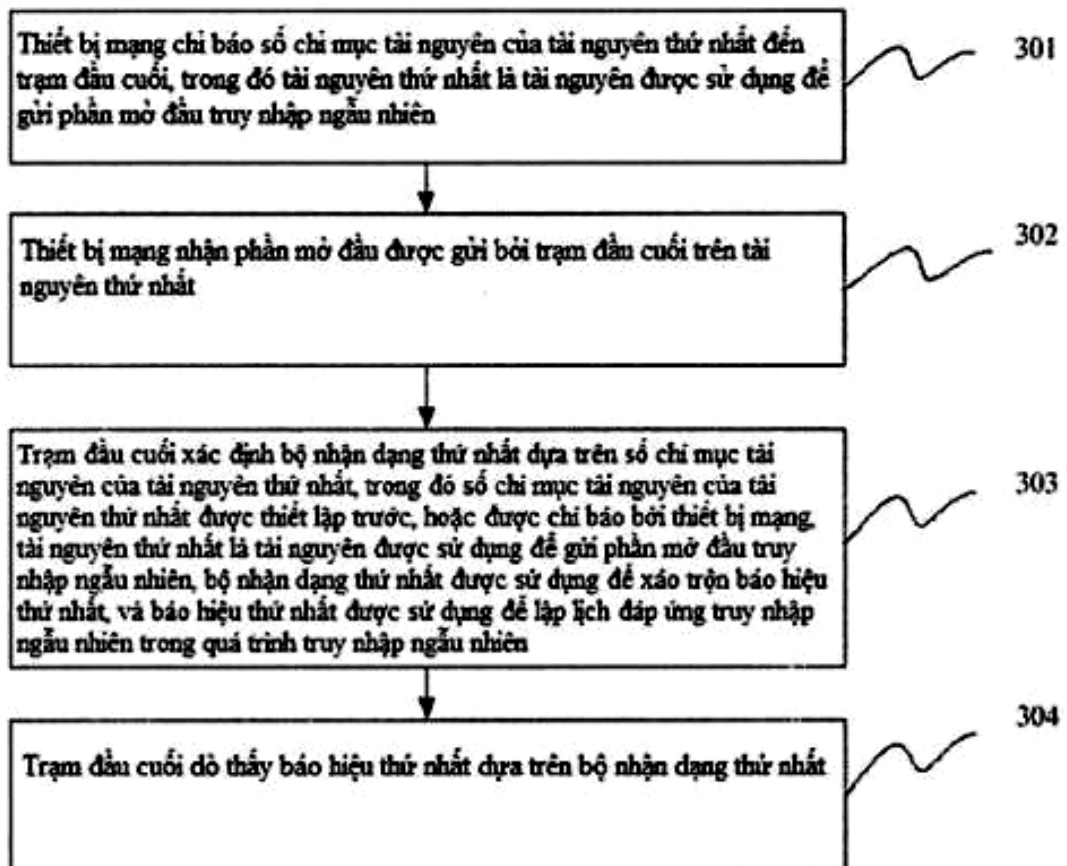 Thiết bị mạng chỉ báo số chỉ mục tài nguyên của tài nguyên thứ nhất đến
trạm đầu cuối, trong đó tài nguyên thứ nhất là tài nguyên được sử dụng để
gửi phần mở đầu truy nhập ngẫu nhiên
301
Thiết bị mạng nhận phần mở đầu được gửi bởi trạm đầu cuối trên tài
nguyên thứ nhất
302
Trạm đầu cuối xác định bộ nhận dạng thứ nhất dựa trên số chỉ mục tài
nguyên của tài nguyên thứ nhất, trong đó số chỉ mục tài nguyên của tài
nguyên thứ nhất được thiết lập trước, hoặc được chỉ báo bởi thiết bị mạng,
tài nguyên thứ nhất là tài nguyên được sử dụng để gửi phần mở đầu truy
nhập ngẫu nhiên, bộ nhận dạng thứ nhất được sử dụng để xáo trộn báo hiệu
thứ nhất, và báo hiệu thứ nhất được sử dụng để lập lịch đáp ứng truy nhập
ngẫu nhiên trong quá trình truy nhập ngẫu nhiên
303
Trạm đầu cuối dò thấy báo hiệu thứ nhất dựa trên bộ nhận dạng thứ nhất
304